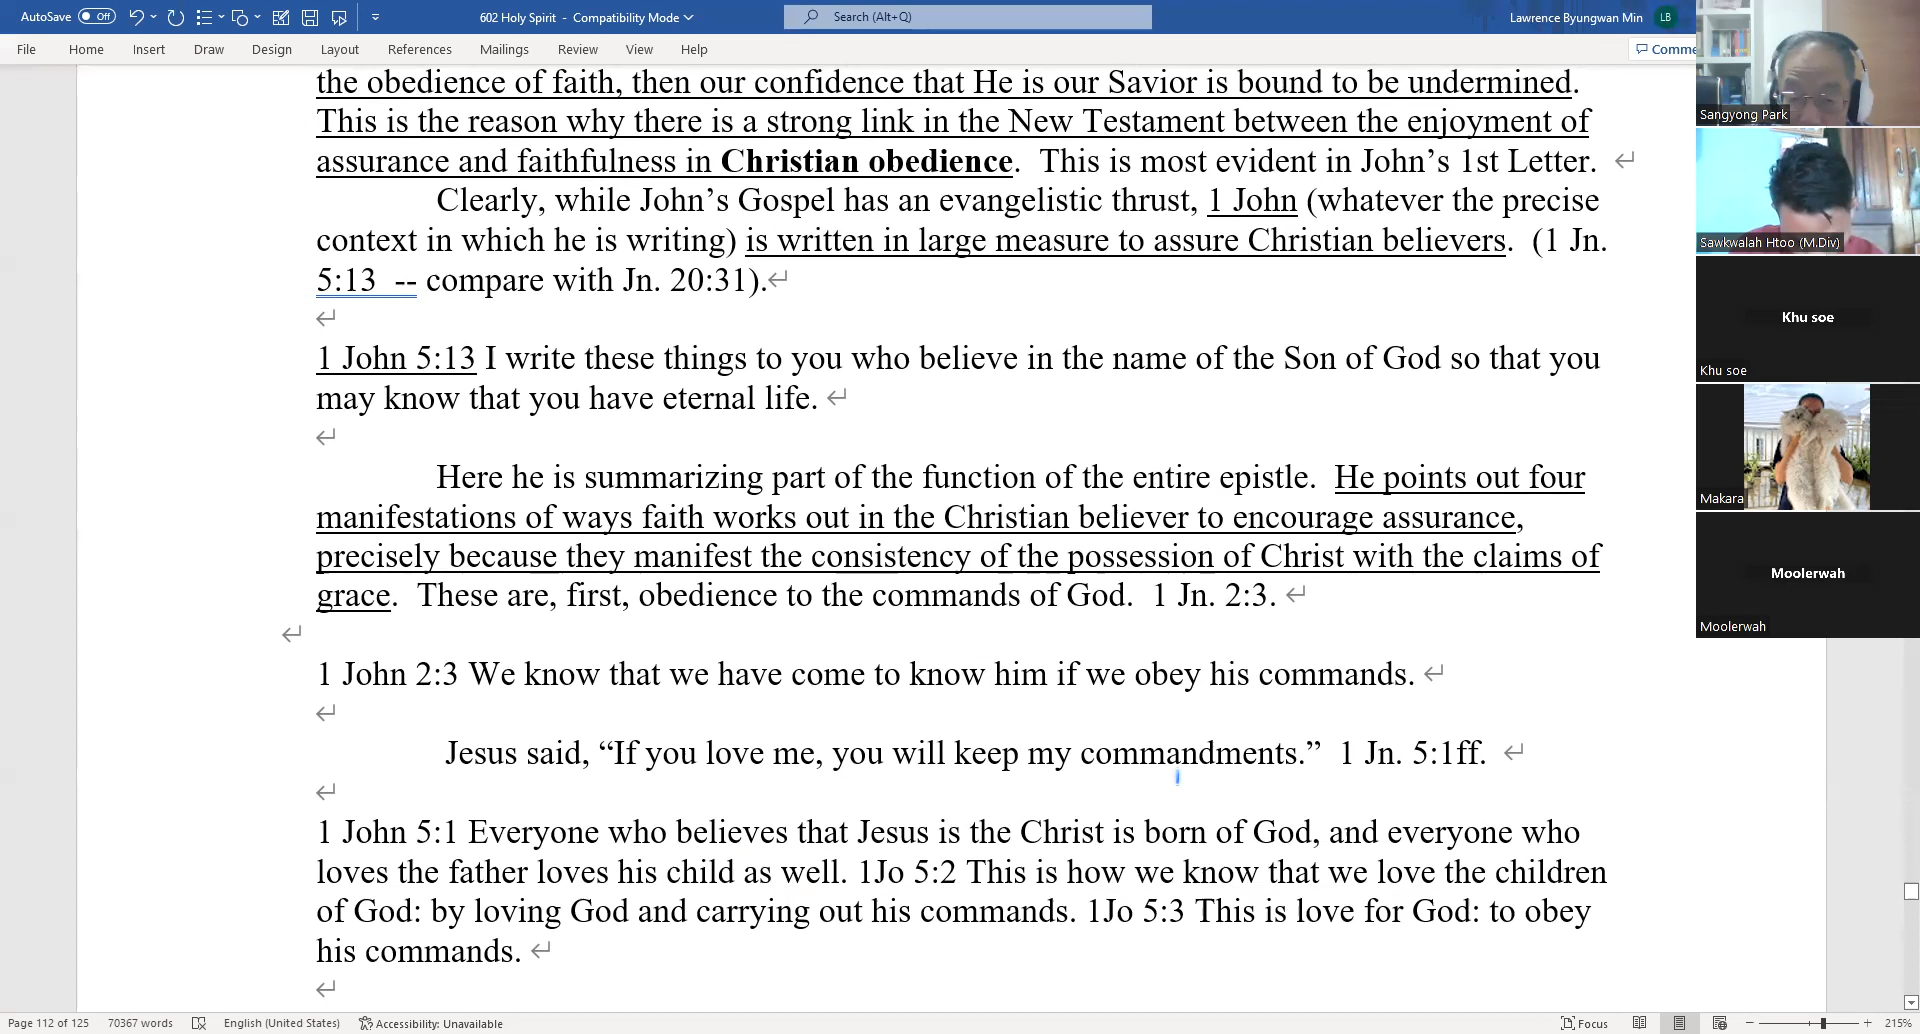 AutoSave Off 602 Holy Spirit - Compatibility Mode Search (Alt+Q) Lawrence Byungwan Min LB
File Home Insert Draw Design Layout References Mailings Review View Help Comme
the obedience of faith, then our confidence that He is our Savior is bound to be undermined.
This is the reason why there is a strong link in the New Testament between the enjoyment of
assurance and faithfulness in Christian obedience. This is most evident in John’s 1st Letter.
Clearly, while John’s Gospel has an evangelistic thrust, 1 John (whatever the precise
context in which he is writing) is written in large measure to assure Christian believers. (1 Jn.
5:13 -- compare with Jn. 20:31).
1 John 5:13 I write these things to you who believe in the name of the Son of God so that you
may know that you have eternal life.
Here he is summarizing part of the function of the entire epistle. He points out four
manifestations of ways faith works out in the Christian believer to encourage assurance,
precisely because they manifest the consistency of the possession of Christ with the claims of
grace. These are, first, obedience to the commands of God. 1 Jn. 2:3.
1 John 2:3 We know that we have come to know him if we obey his commands.
Jesus said, “If you love me, you will keep my commandments.” 1 Jn. 5:1ff.
1 John 5:1 Everyone who believes that Jesus is the Christ is born of God, and everyone who
loves the father loves his child as well. 1Jo 5:2 This is how we know that we love the children
of God: by loving God and carrying out his commands. 1Jo 5:3 This is love for God: to obey
his commands.
Sangyong Park
Sawkwalah Htoo (M.Div)
Khu soe
Khu soe
Makara
Moolerwah
Moolerwah
Page 112 of 125 70367 words English (United States) Accessibility: Unavailable Focus 215%